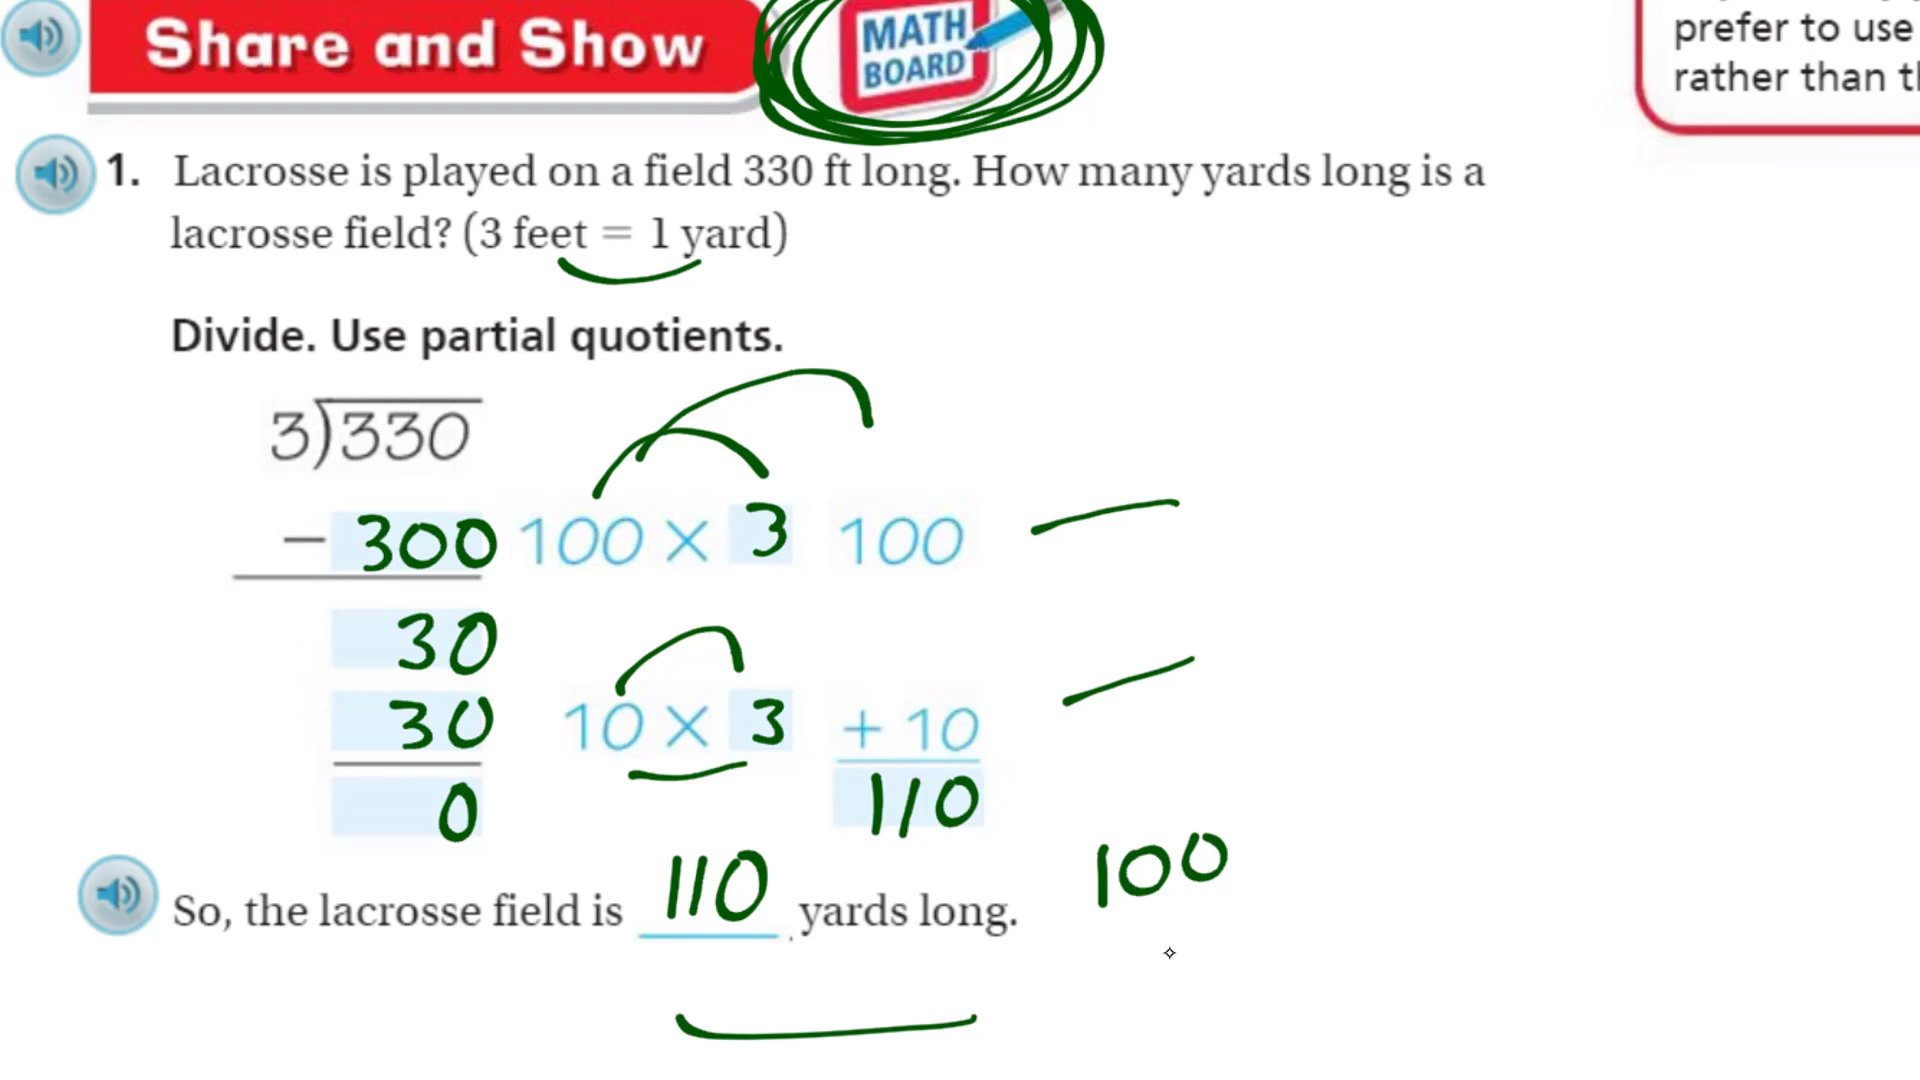 Share and Show
MATH
BOARD
prefer to use
rather than t
1. Lacrosse is played on a field 330 ft long. How many yards long is a
lacrosse field? (3 feet = 1 yard)
Divide. Use partial quotients.
3)330
− 300 100 × 3 100
30
30 10 × 3 + 10
0 110
So, the lacrosse field is 110 yards long.
100